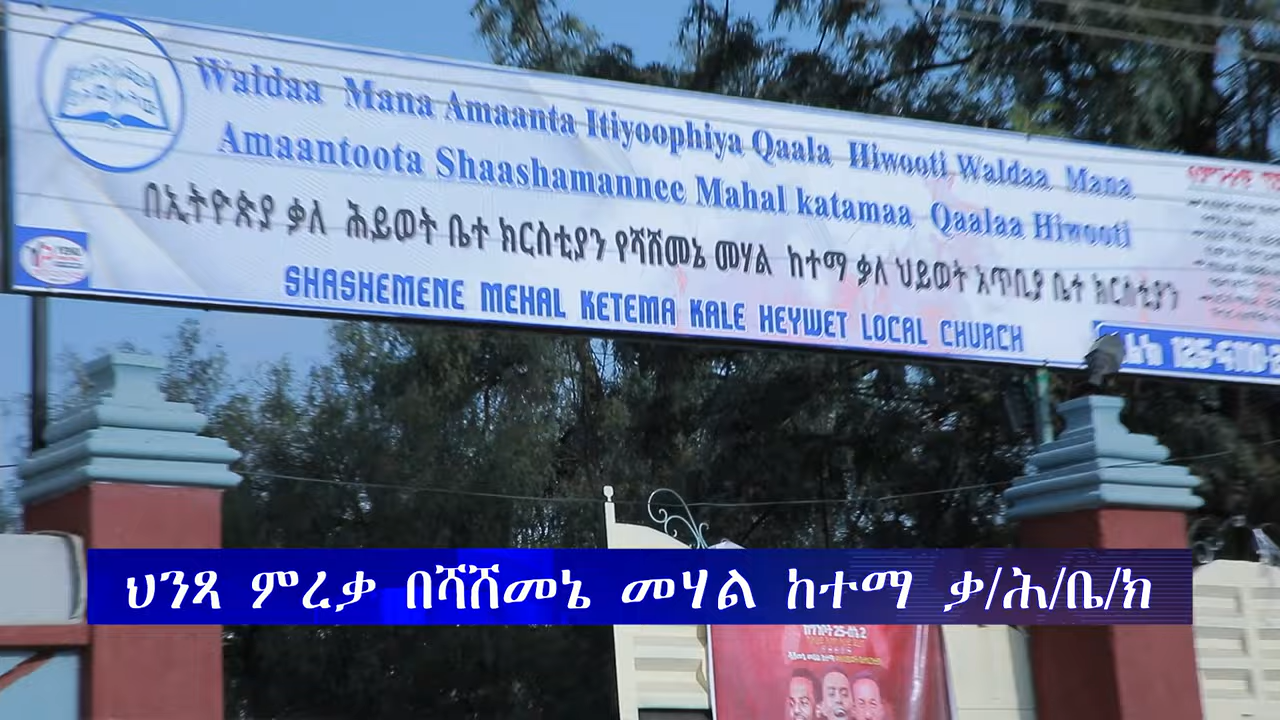 Waldaa Mana Amaanta Itiyoophiya Qaala Hiwooti Waldaa Mana
Amaantoota Shaashamannee Mahal katamaa Qaalaa Hiwooti
በኢትዮጵያ ቃለ ሕይወት ቤተ ክርስቲያን የሻሸመኔ መሃል ከተማ ቃለ ህይወት አጥቢያ ቤተ ክርስቲያን
SHASHEMENE MEHAL KETEMA KALE HEYWET LOCAL CHURCH
ህንጻ ምረቃ በሻሸመኔ መሃል ከተማ ቃ/ሕ/ቤ/ክ